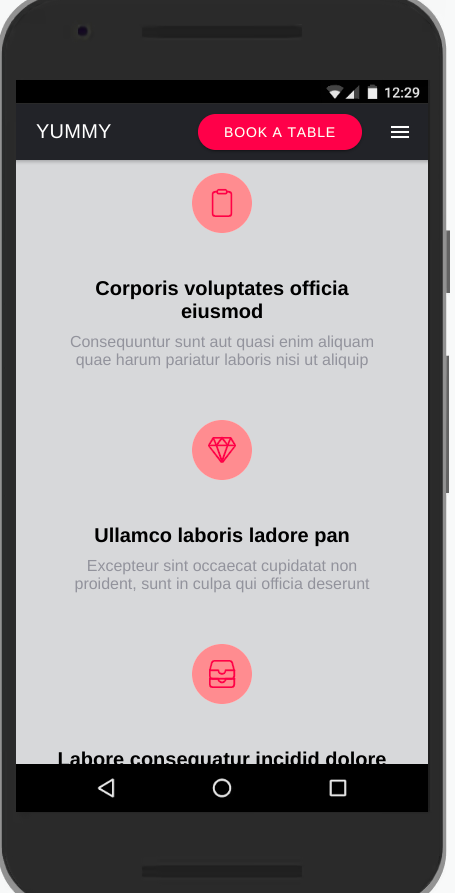 12:29
YUMMY BOOK A TABLE
Corporis voluptates officia
eiusmod
Consequuntur sunt aut quasi enim aliquam
quae harum pariatur laboris nisi ut aliquip
Ullamco laboris ladore pan
Excepteur sint occaecat cupidatat non
proident, sunt in culpa qui officia deserunt
Labore consequatur incidid dolore